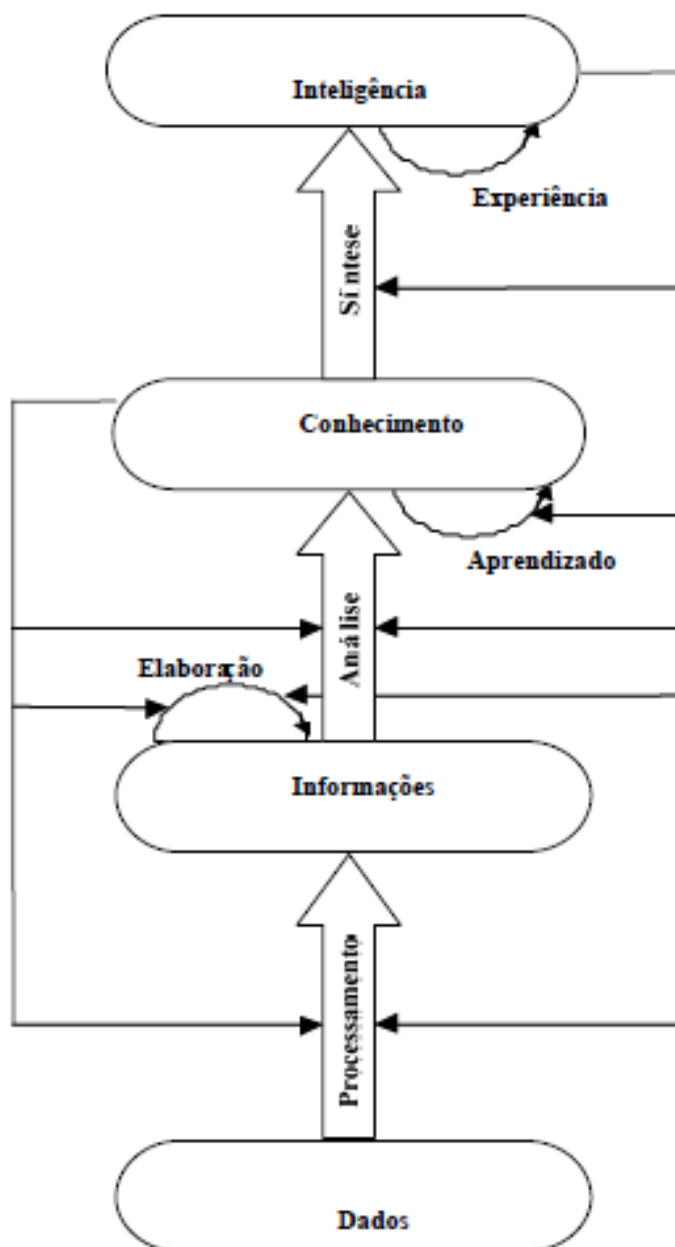 Inteligência
Experiência
Síntese
Conhecimento
Aprendizado
Análise
Elaboração
Informações
Processamento
Dados